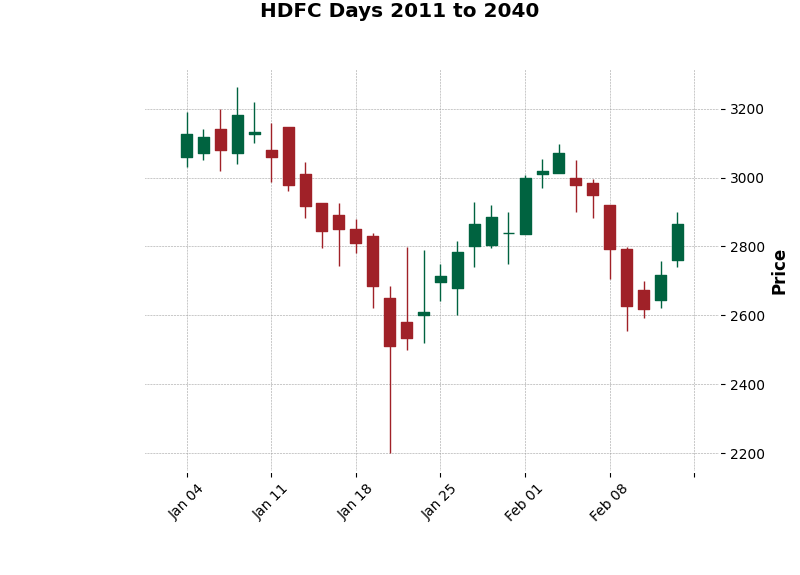 HDFC Days 2011 to 2040
3200
3000
2800
2600
2400
2200
Price
Jan 04
Jan 11
Jan 18
Jan 25
Feb 01
Feb 08